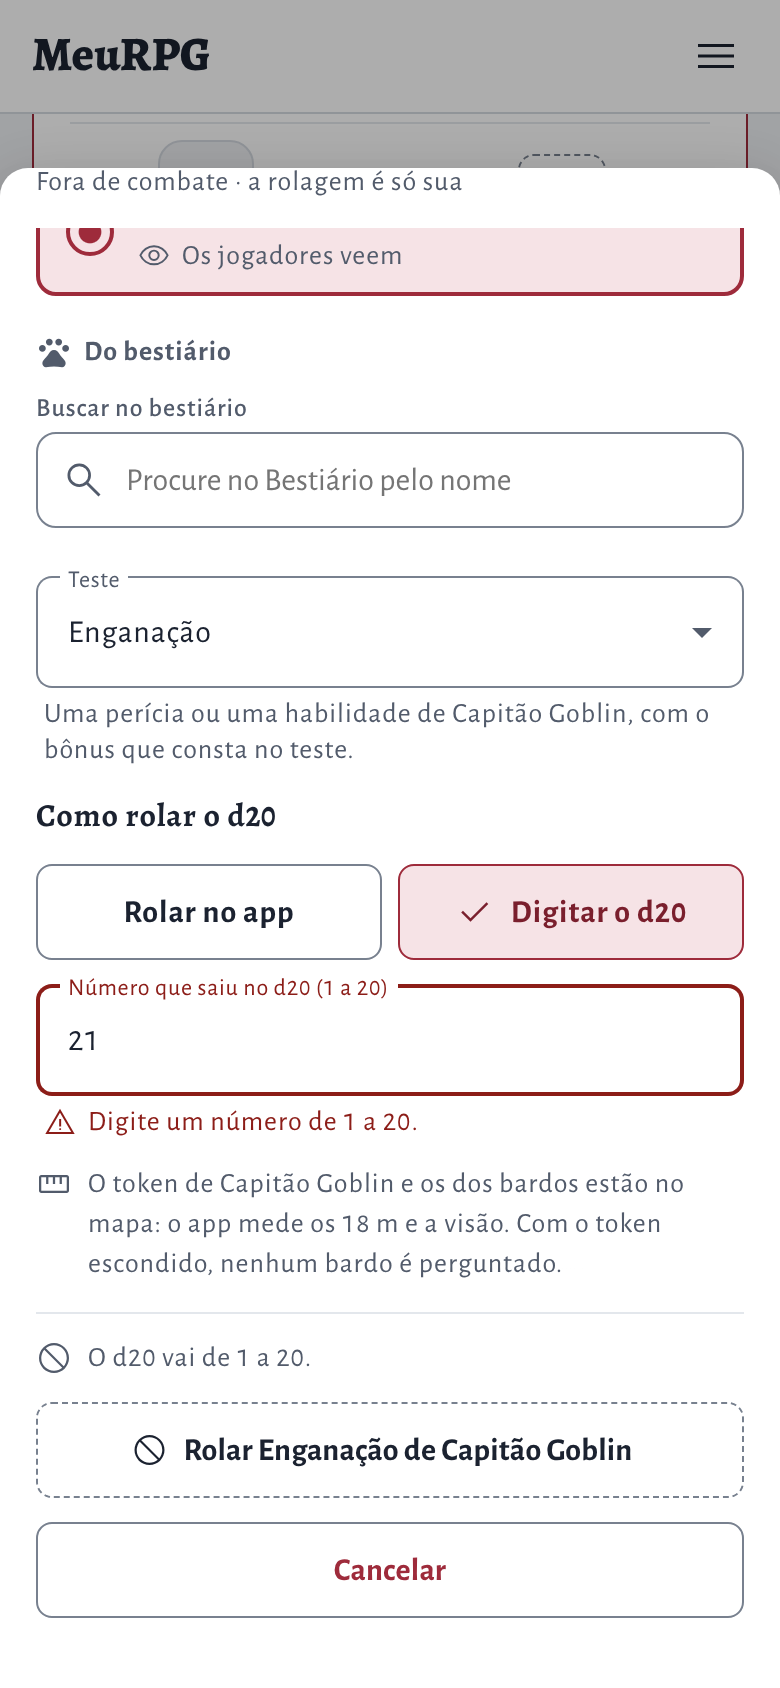 MeuRPG
Fora de combate · a rolagem é só sua
Os jogadores veem
Do bestiário
Buscar no bestiário
Procure no Bestiário pelo nome
Teste
Enganação
Uma perícia ou uma habilidade de Capitão Goblin, com o
bônus que consta no teste.
Como rolar o d20
Rolar no app
Digitar o d20
Número que saiu no d20 (1 a 20)
21
Digite um número de 1 a 20.
O token de Capitão Goblin e os dos bardos estão no
mapa: o app mede os 18 m e a visão. Com o token
escondido, nenhum bardo é perguntado.
O d20 vai de 1 a 20.
Rolar Enganação de Capitão Goblin
Cancelar